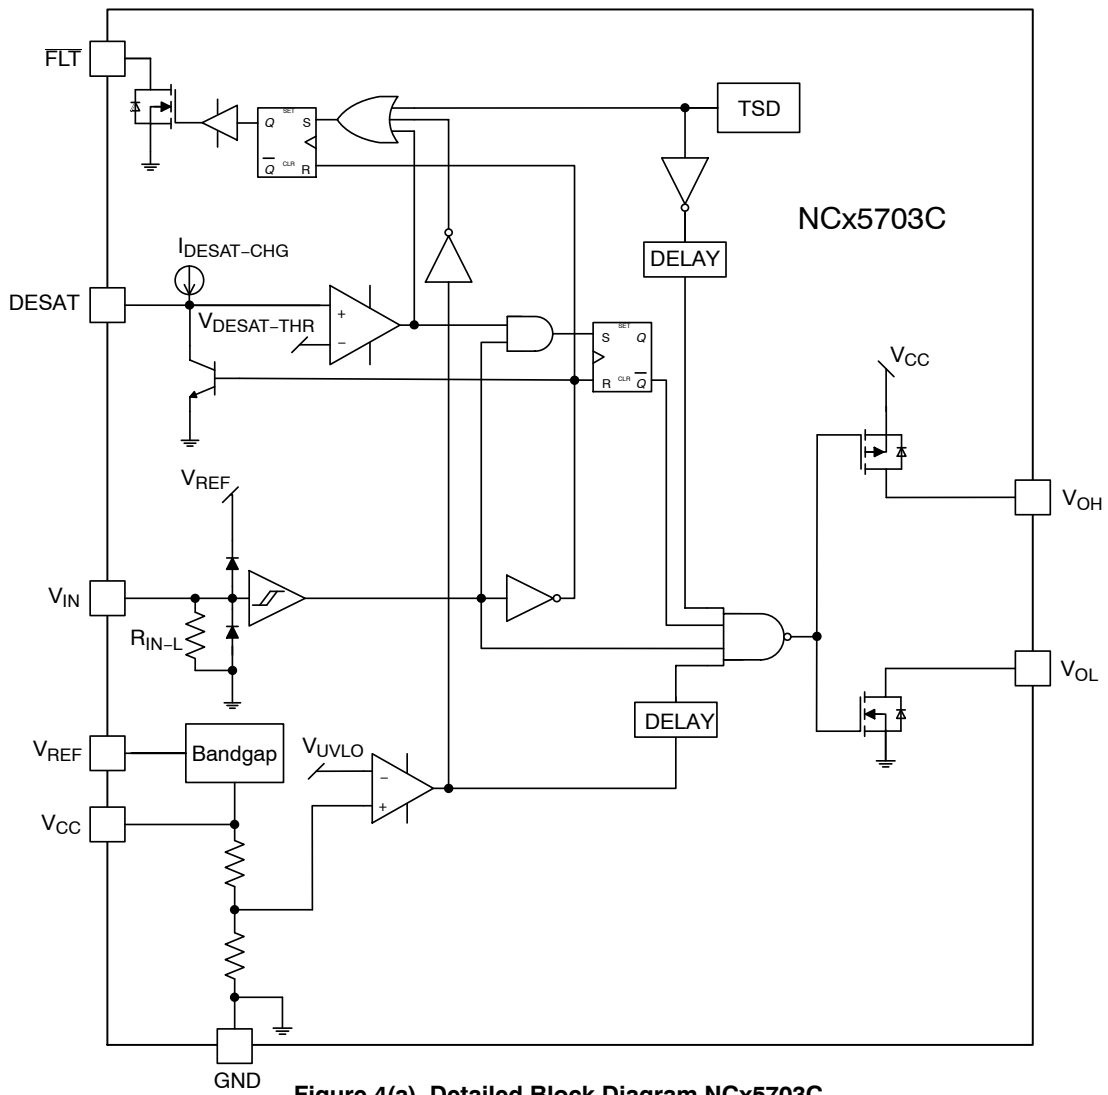 FLT
SET
Q
S
Q
CLR
R
TSD
NCx5703C
DELAY
IDESAT−CHG
DESAT
VDESAT−THR
+
−
SET
S
Q
R
CLR
Q
VCC
VREF
VOH
VIN
RIN−L
VOL
DELAY
VREF
Bandgap
VUVLO
−
+
VCC
GND
Figure 4(a). Detailed Block Diagram NCx5703C